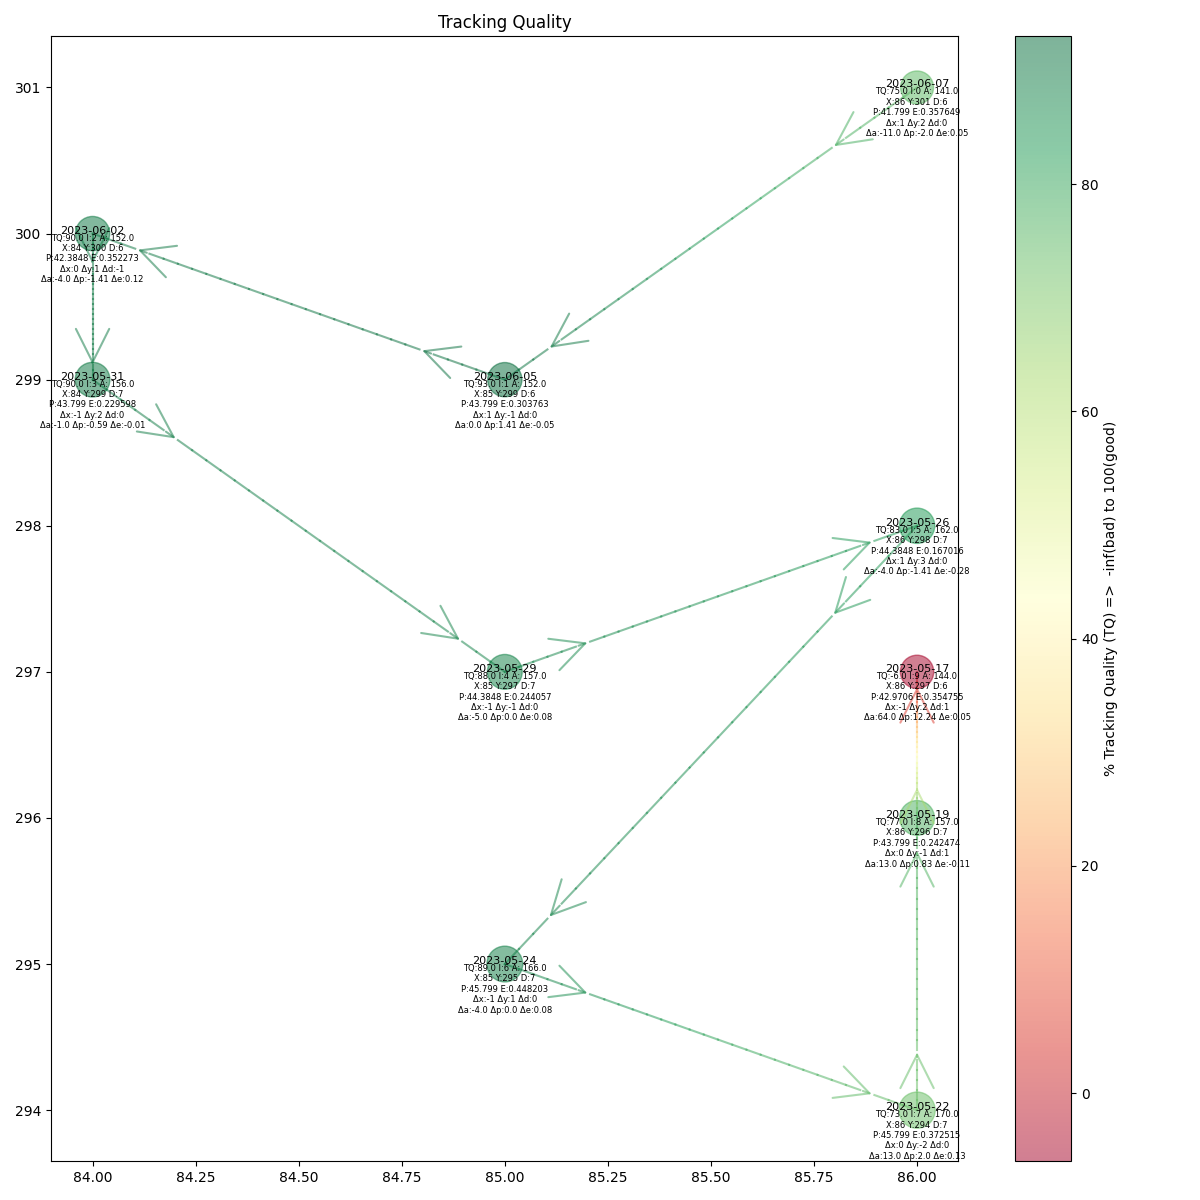 Tracking Quality
301
300
299
298
297
296
295
294
84.00
84.25
84.50
84.75
85.00
85.25
85.50
85.75
86.00
2023-06-07
TQ:75.0 I:0 A: 141.0
X:86 Y:301 D:6
P:41.799 E:0.357649
Δx:1 Δy:2 Δd:0
Δa:-11.0 Δp:-2.0 Δe:0.05
2023-06-02
TQ:90.0 I:2 A: 152.0
X:84 Y:300 D:6
P:42.3848 E:0.352273
Δx:0 Δy:1 Δd:-1
Δa:-4.0 Δp:-1.41 Δe:0.12
2023-05-31
TQ:90.0 I:3 A: 156.0
X:84 Y:299 D:7
P:43.799 E:0.229598
Δx:-1 Δy:2 Δd:0
Δa:-1.0 Δp:-0.59 Δe:-0.01
2023-06-05
TQ:93.0 I:1 A: 152.0
X:85 Y:299 D:6
P:43.799 E:0.303763
Δx:1 Δy:-1 Δd:0
Δa:0.0 Δp:1.41 Δe:-0.05
2023-05-26
TQ:83.0 I:5 A: 162.0
X:86 Y:298 D:7
P:44.3848 E:0.167016
Δx:1 Δy:3 Δd:0
Δa:-4.0 Δp:-1.41 Δe:-0.28
2023-05-29
TQ:88.0 I:4 A: 157.0
X:85 Y:297 D:7
P:44.3848 E:0.244057
Δx:-1 Δy:-1 Δd:0
Δa:-5.0 Δp:0.0 Δe:0.08
2023-05-17
TQ:-6.0 I:9 A: 144.0
X:86 Y:297 D:6
P:42.9706 E:0.354755
Δx:-1 Δy:2 Δd:1
Δa:64.0 Δp:12.24 Δe:0.05
2023-05-19
TQ:77.0 I:8 A: 157.0
X:86 Y:296 D:7
P:43.799 E:0.242474
Δx:0 Δy:-1 Δd:1
Δa:13.0 Δp:0.83 Δe:-0.11
2023-05-24
TQ:89.0 I:6 A: 166.0
X:85 Y:295 D:7
P:45.799 E:0.448203
Δx:-1 Δy:1 Δd:0
Δa:-4.0 Δp:0.0 Δe:0.08
2023-05-22
TQ:73.0 I:7 A: 170.0
X:86 Y:294 D:7
P:45.799 E:0.372515
Δx:0 Δy:-2 Δd:0
Δa:13.0 Δp:2.0 Δe:0.13
80
60
40
20
0
% Tracking Quality (TQ) => -inf(bad) to 100(good)